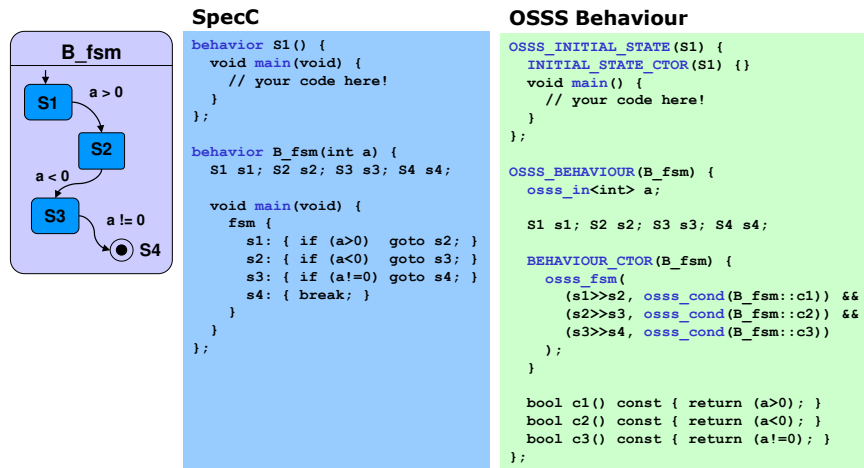 B_fsm
S1
a > 0
S2
a < 0
S3
a != 0
S4
SpecC
behavior S1() {
  void main(void) {
    // your code here!
  }
};
behavior B_fsm(int a) {
  S1 s1; S2 s2; S3 s3; S4 s4;
  void main(void) {
    fsm {
      s1: { if (a>0)  goto s2; }
      s2: { if (a<0)  goto s3; }
      s3: { if (a!=0) goto s4; }
      s4: { break; }
    }
  }
};
OSSS Behaviour
OSSS_INITIAL_STATE(S1) {
  INITIAL_STATE_CTOR(S1) {}
  void main() {
    // your code here!
  }
};
OSSS_BEHAVIOUR(B_fsm) {
  osss_in<int> a;
  S1 s1; S2 s2; S3 s3; S4 s4;
  BEHAVIOUR_CTOR(B_fsm) {
    osss_fsm(
      (s1>>s2, osss_cond(B_fsm::c1)) &&
      (s2>>s3, osss_cond(B_fsm::c2)) &&
      (s3>>s4, osss_cond(B_fsm::c3))
    );
  }
  bool c1() const { return (a>0); }
  bool c2() const { return (a<0); }
  bool c3() const { return (a!=0); }
};